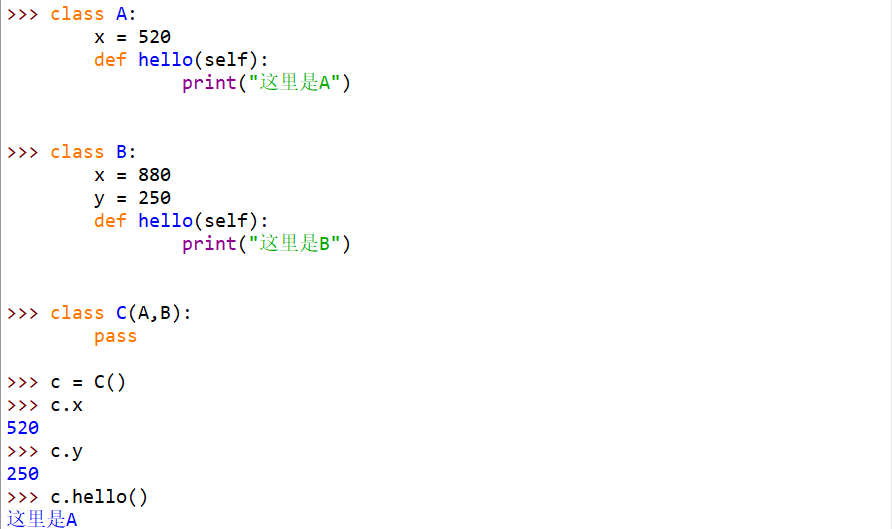 >>> class A:
        x = 520
        def hello(self):
                print("这里是A")
>>> class B:
        x = 880
        y = 250
        def hello(self):
                print("这里是B")
>>> class C(A,B):
        pass
>>> c = C()
>>> c.x
520
>>> c.y
250
>>> c.hello()
这里是A